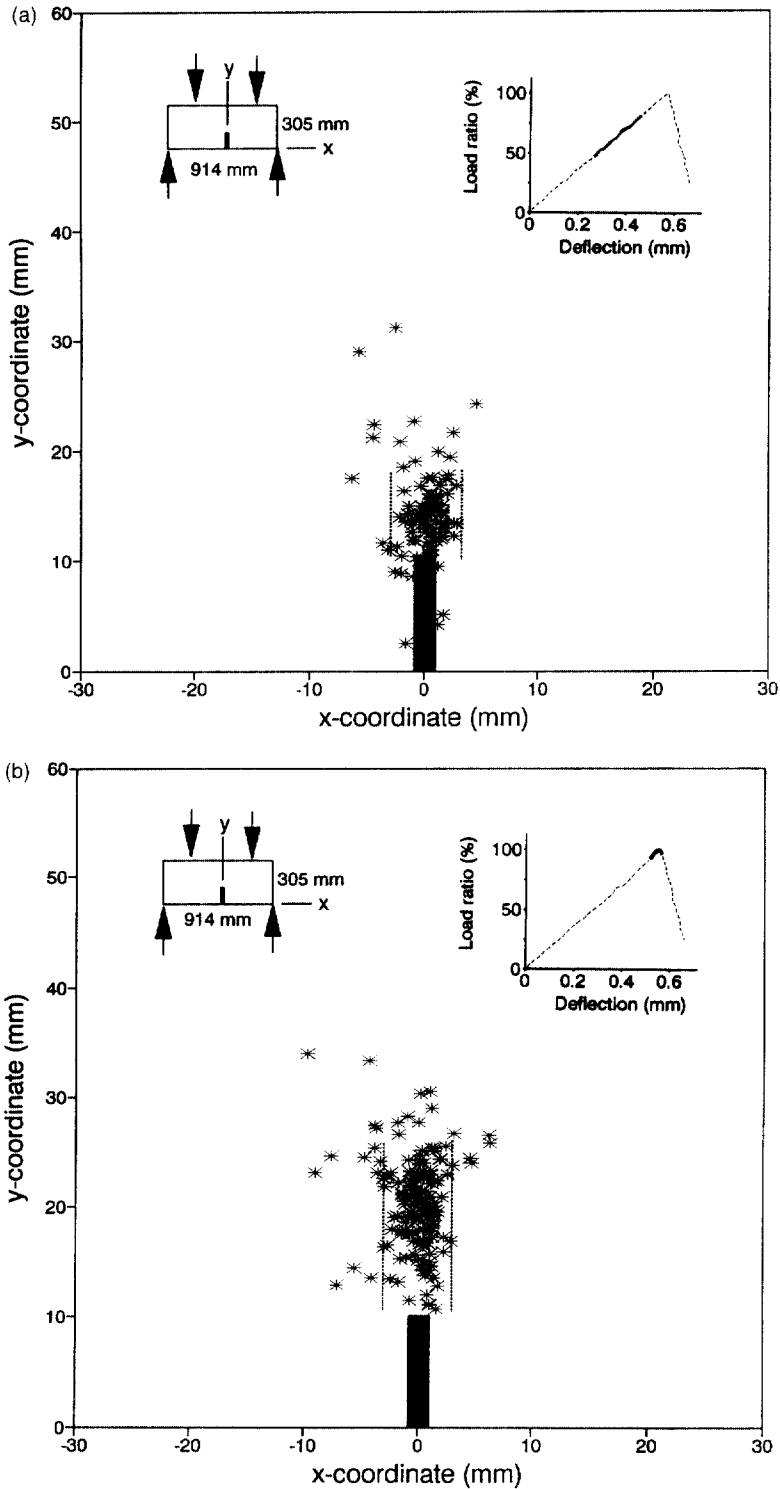 (a)
60
50
40
30
20
10
0
y-coordinate (mm)
-30
-20
-10
0
10
20
30
x-coordinate (mm)
y
305 mm
x
914 mm
Load ratio (%)
100
50
0
0
0.2
0.4
0.6
Deflection (mm)
(b)
60
50
40
30
20
10
0
y-coordinate (mm)
-30
-20
-10
0
10
20
30
x-coordinate (mm)
y
305 mm
x
914 mm
Load ratio (%)
100
50
0
0
0.2
0.4
0.6
Deflection (mm)